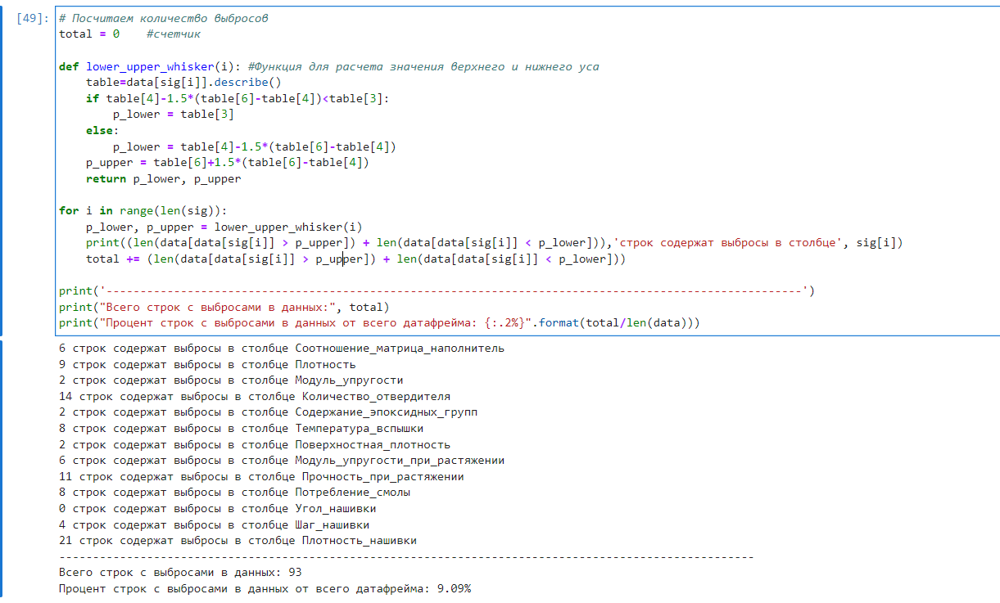 [49]: # Посчитаем количество выбросов
total = 0    #счетчик

def lower_upper_whisker(i): #Функция для расчета значения верхнего и нижнего уса
    table=data[sig[i]].describe()
    if table[4]-1.5*(table[6]-table[4])<table[3]:
        p_lower = table[3]
    else:
        p_lower = table[4]-1.5*(table[6]-table[4])
    p_upper = table[6]+1.5*(table[6]-table[4])
    return p_lower, p_upper

for i in range(len(sig)):
    p_lower, p_upper = lower_upper_whisker(i)
    print((len(data[data[sig[i]] > p_upper]) + len(data[data[sig[i]] < p_lower])),'строк содержат выбросы в столбце', sig[i])
    total += (len(data[data[sig[i]] > p_upper]) + len(data[data[sig[i]] < p_lower]))

print('-------------------------------------------------------------------------------------------------------')
print("Всего строк с выбросами в данных:", total)
print("Процент строк с выбросами в данных от всего датафрейма: {:.2%}".format(total/len(data)))
6 строк содержат выбросы в столбце Соотношение_матрица_наполнитель
9 строк содержат выбросы в столбце Плотность
2 строк содержат выбросы в столбце Модуль_упругости
14 строк содержат выбросы в столбце Количество_отвердителя
2 строк содержат выбросы в столбце Содержание_эпоксидных_групп
8 строк содержат выбросы в столбце Температура_вспышки
2 строк содержат выбросы в столбце Поверхностная_плотность
6 строк содержат выбросы в столбце Модуль_упругости_при_растяжении
11 строк содержат выбросы в столбце Прочность_при_растяжении
8 строк содержат выбросы в столбце Потребление_смолы
0 строк содержат выбросы в столбце Угол_нашивки
4 строк содержат выбросы в столбце Шаг_нашивки
21 строк содержат выбросы в столбце Плотность_нашивки
-------------------------------------------------------------------------------------------------------
Всего строк с выбросами в данных: 93
Процент строк с выбросами в данных от всего датафрейма: 9.09%